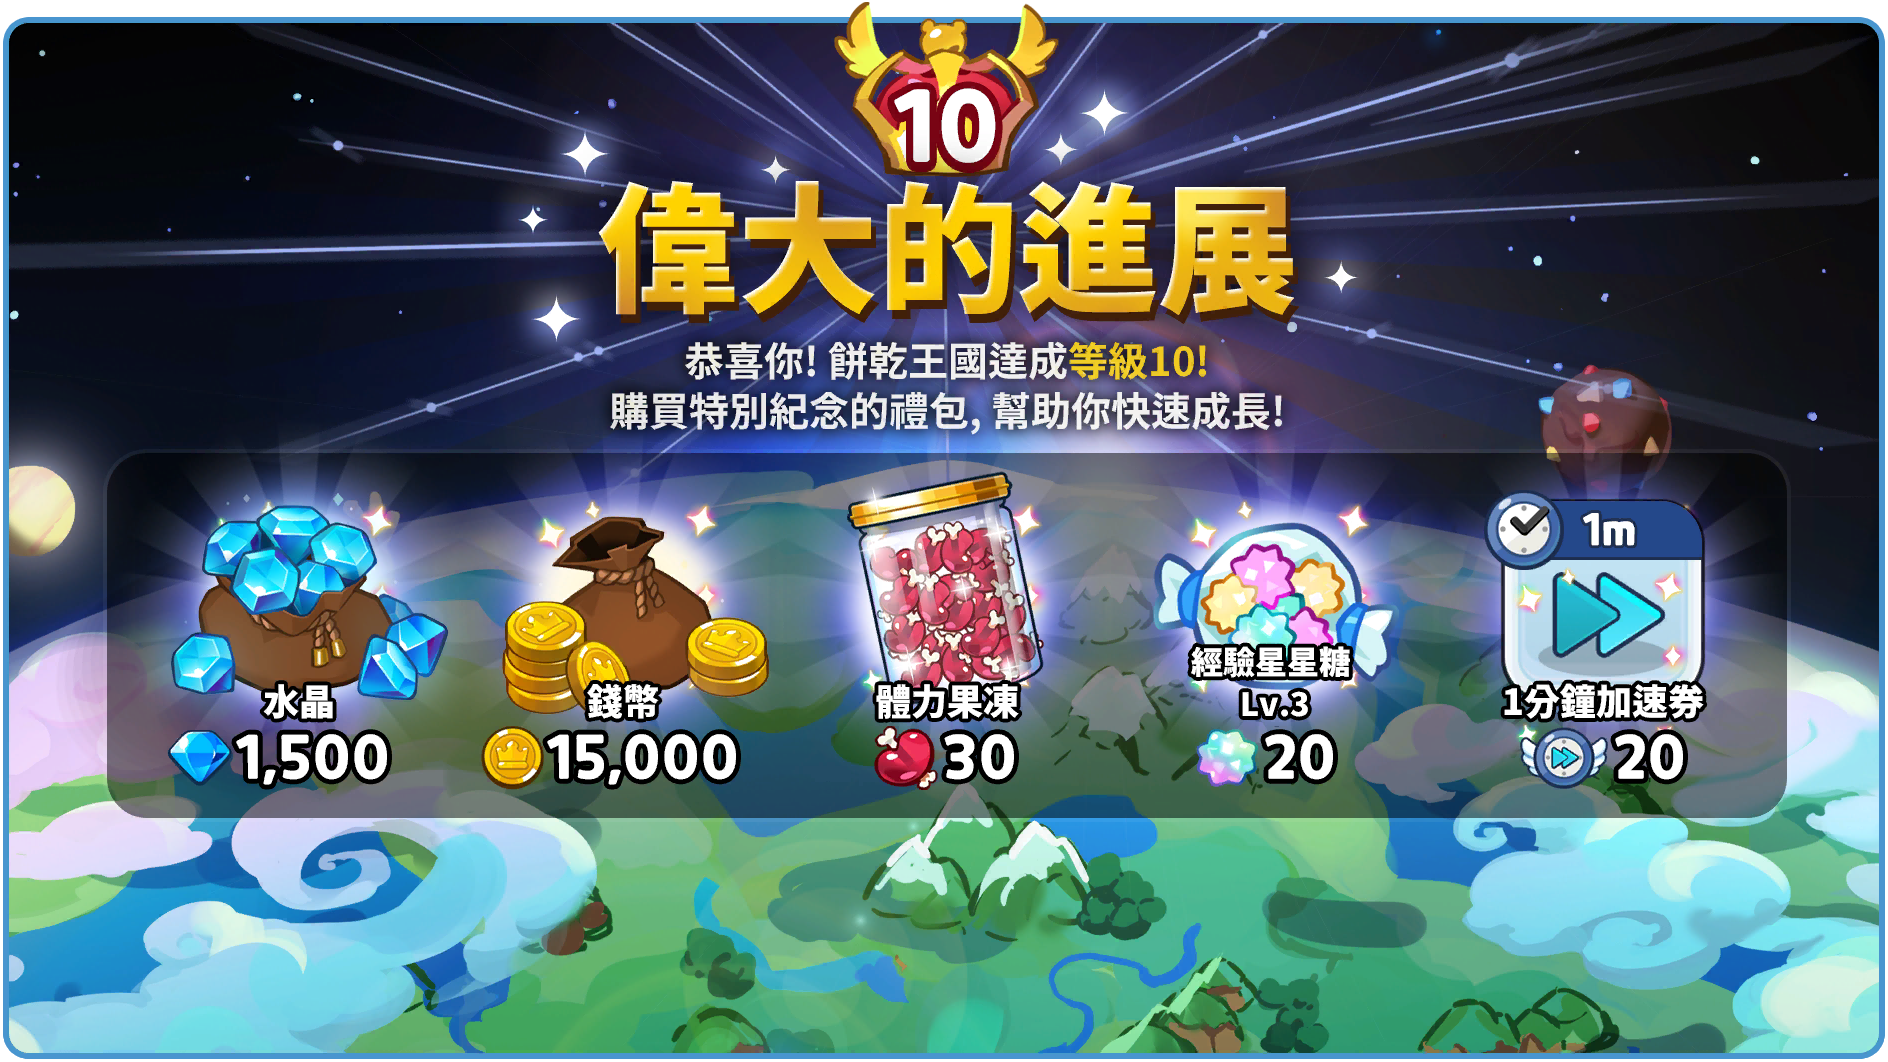 10
偉大的進展
恭喜你! 餅乾王國達成等級10!
購買特別紀念的禮包, 幫助你快速成長!
水晶
1,500
錢幣
15,000
體力果凍
30
經驗星星糖
Lv.3
20
1m
1分鐘加速券
20